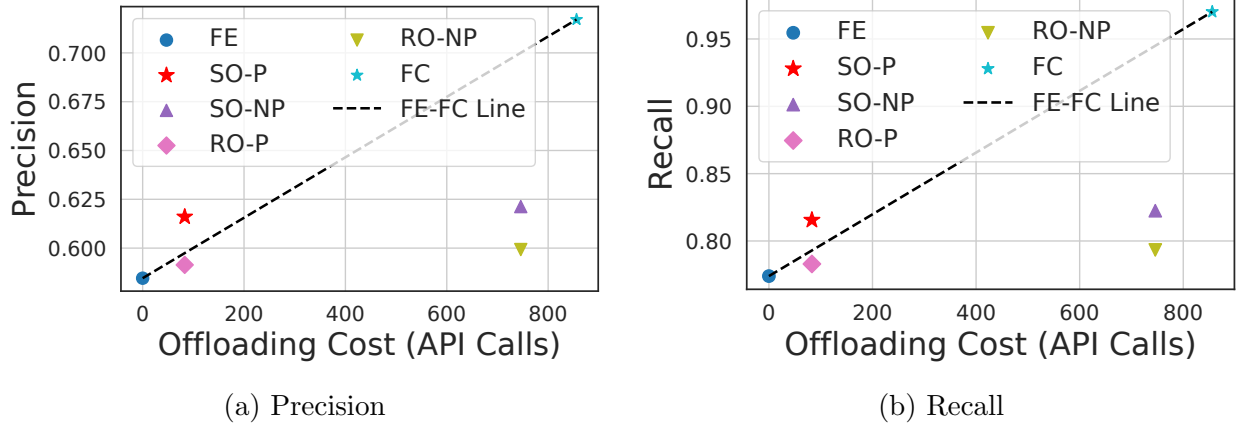 Precision
0.700
0.675
0.650
0.625
0.600
FE
SO-P
SO-NP
RO-P
RO-NP
FC
FE-FC Line
0 200 400 600 800
Offloading Cost (API Calls)
(a) Precision
Recall
0.95
0.90
0.85
0.80
FE
SO-P
SO-NP
RO-P
RO-NP
FC
FE-FC Line
0 200 400 600 800
Offloading Cost (API Calls)
(b) Recall